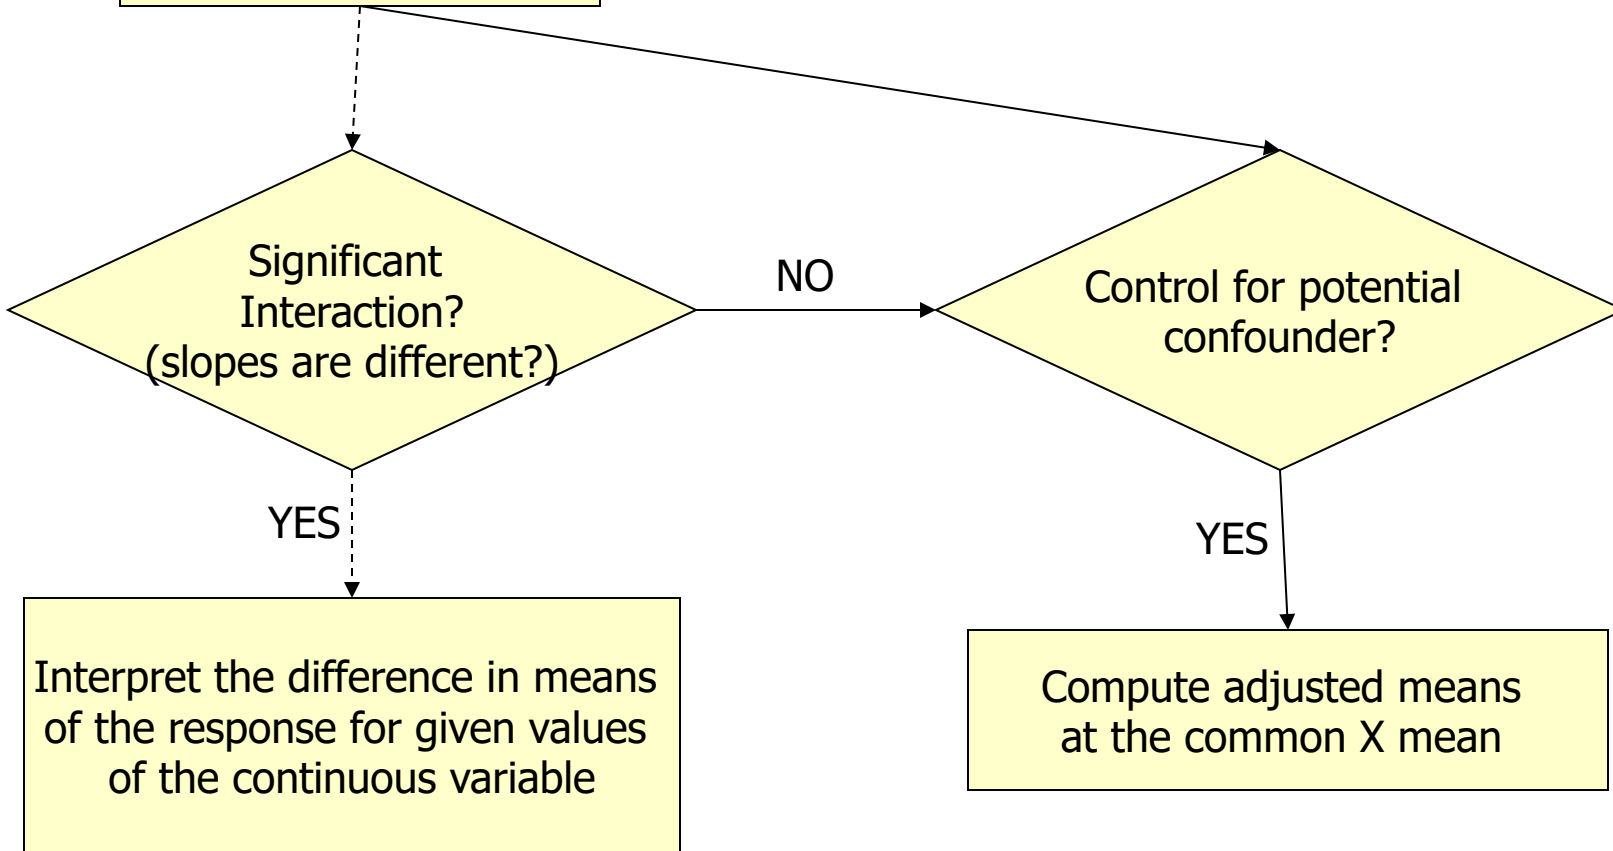 Significant
Interaction?
(slopes are different?)
NO
Control for potential
confounder?
YES
YES
Interpret the difference in means
of the response for given values
of the continuous variable
Compute adjusted means
at the common X mean